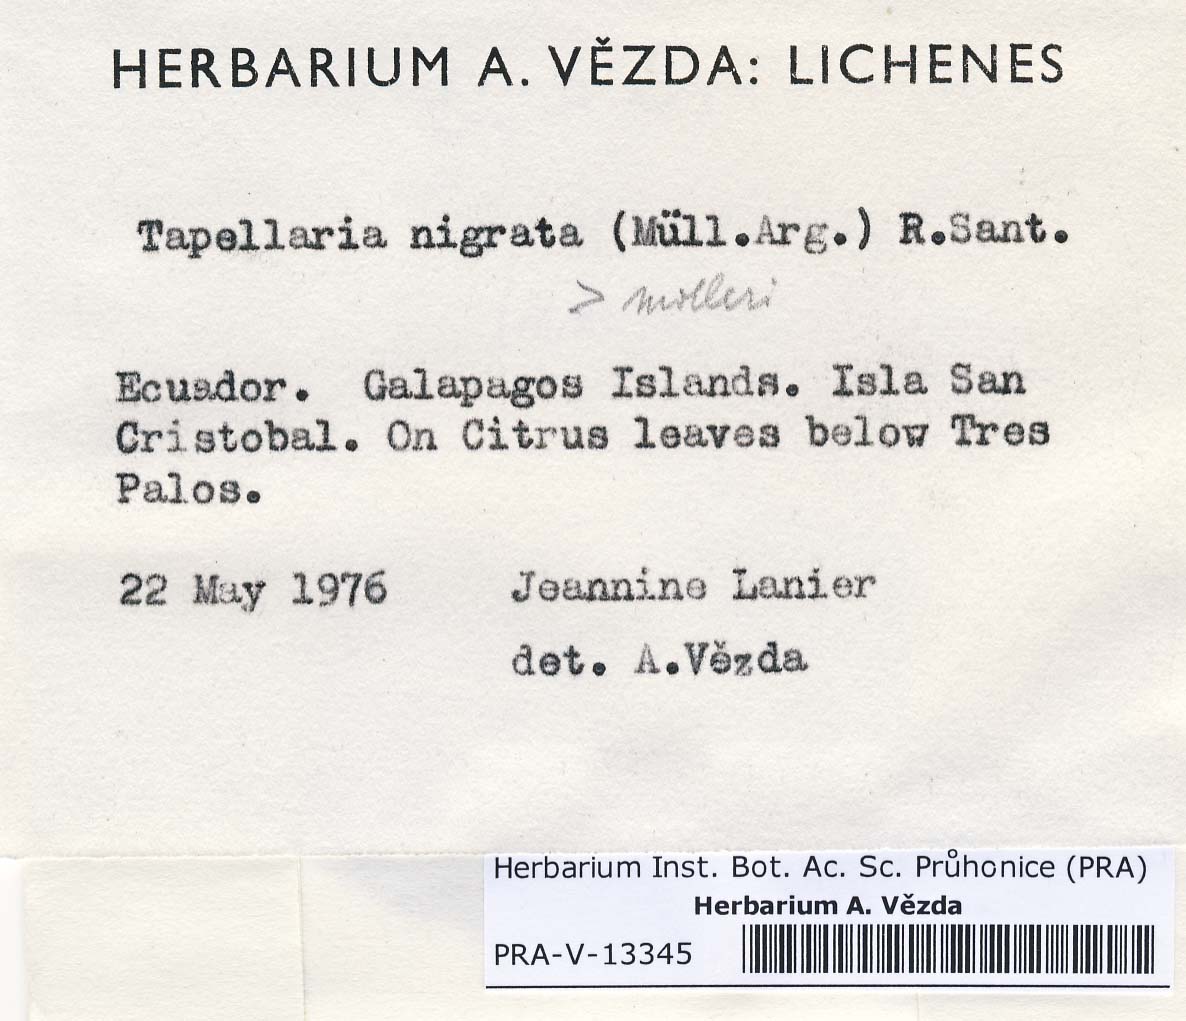 HERBARIUM A. VĚZDA: LICHENES
Tapellaria nigrata (Müll.Arg.) R.Sant.
> molleri
Ecuador. Galapagos Islands. Isla San
Cristobal. On Citrus leaves below Tres
Palos.
22 May 1976 Jeannine Lanier
det. A.Vězda
Herbarium Inst. Bot. Ac. Sc. Průhonice (PRA)
Herbarium A. Vězda
PRA-V-13345